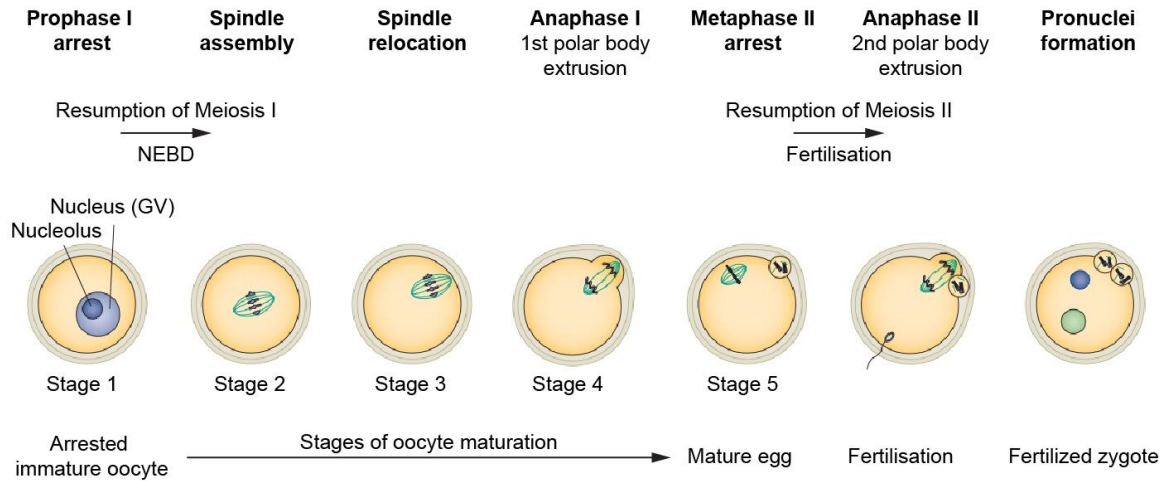 Prophase I
arrest
Spindle
assembly
Spindle
relocation
Anaphase I
1st polar body
extrusion
Metaphase II
arrest
Anaphase II
2nd polar body
extrusion
Pronuclei
formation
Resumption of Meiosis I
NEBD
Resumption of Meiosis II
Fertilisation
Nucleus (GV)
Nucleolus
Stage 1
Stage 2
Stage 3
Stage 4
Stage 5
Arrested
immature oocyte
Stages of oocyte maturation
Mature egg
Fertilisation
Fertilized zygote